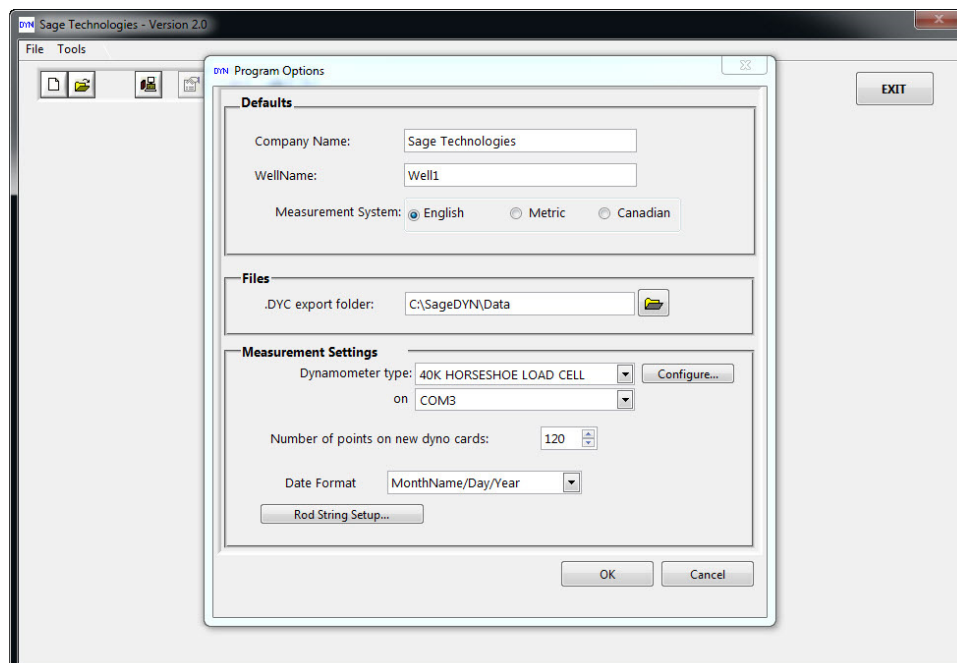 DYN Sage Technologies - Version 2.0
File Tools
DYN Program Options
EXIT
Defaults
Company Name: Sage Technologies
WellName: Well1
Measurement System: English Metric Canadian
Files
.DYC export folder: C:\SageDYN\Data
Measurement Settings
Dynamometer type: 40K HORSESHOE LOAD CELL Configure...
on COM3
Number of points on new dyno cards: 120
Date Format MonthName/Day/Year
Rod String Setup...
OK Cancel